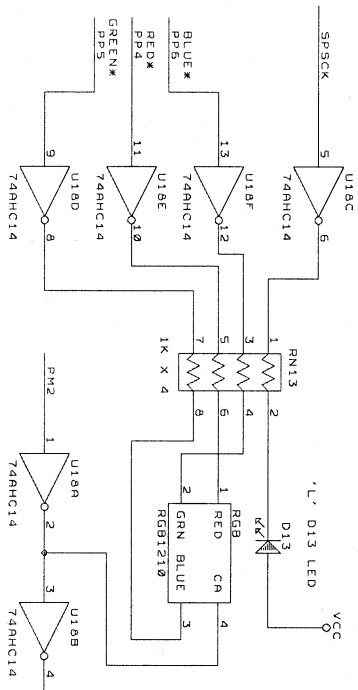 'L' D13 LED
VCC
D13
SPSCK
5
U18C
6
74AHC14
RN13
1
2
3
4
5
6
7
8
1K X 4
BLUE*
PP6
13
U18F
12
74AHC14
RED*
PP4
11
U18E
10
74AHC14
GREEN*
PP5
9
U18D
8
74AHC14
RGB
1
RED
CA
4
2
GRN
BLUE
3
RGB1210
PM2
1
U18A
2
74AHC14
3
U18B
4
74AHC14